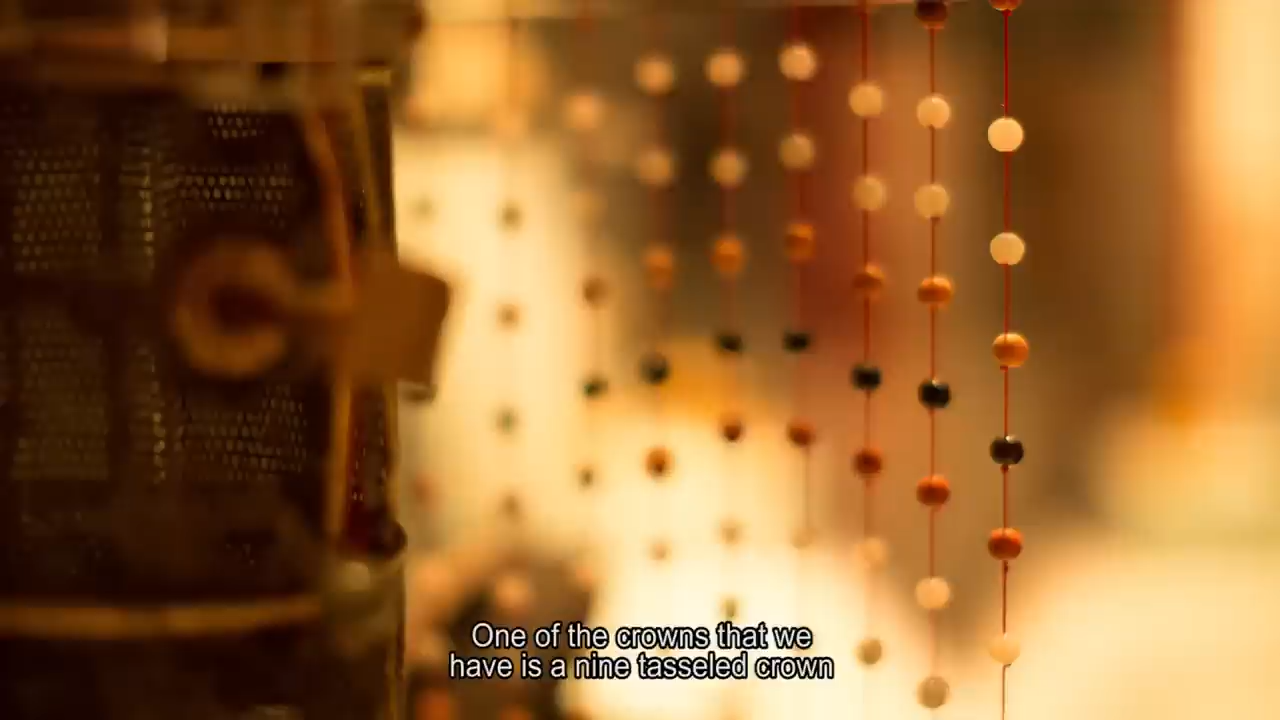 One of the crowns that we
have is a nine tasseled crown